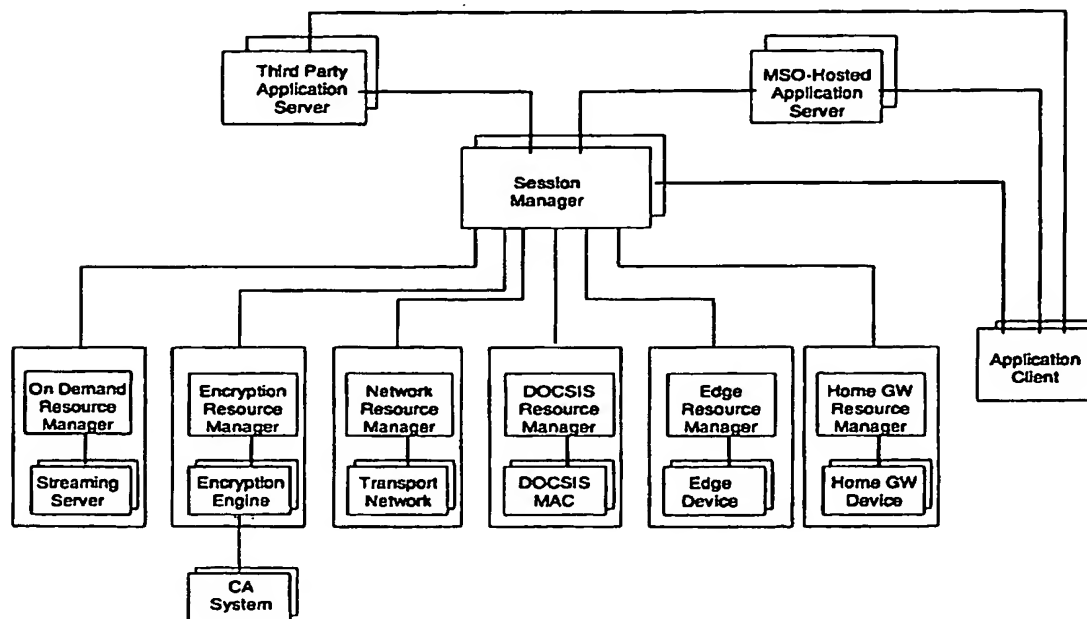 Third Party
Application
Server
MSO-Hosted
Application
Server
Session
Manager
Application
Client
On Demand
Resource
Manager
Streaming
Server
Encryption
Resource
Manager
Encryption
Engine
CA
System
Network
Resource
Manager
Transport
Network
DOCSIS
Resource
Manager
DOCSIS
MAC
Edge
Resource
Manager
Edge
Device
Home GW
Resource
Manager
Home GW
Device